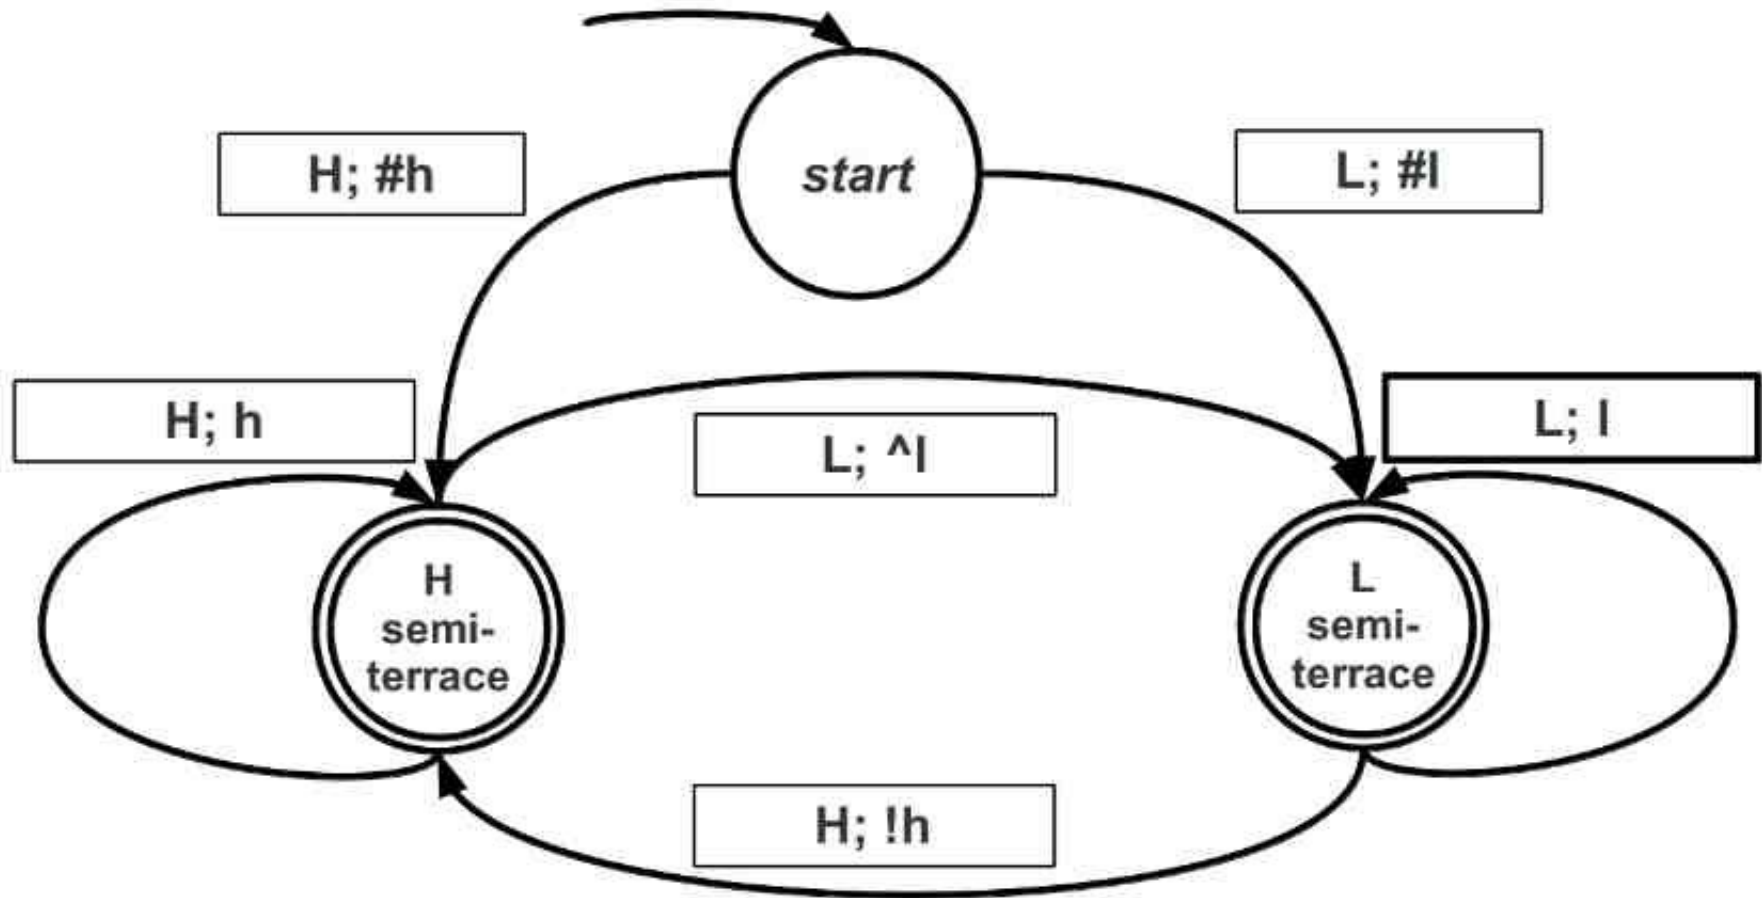 start
H; #h
L; #l
H; h
L; ^l
L; l
H
semi-
terrace
L
semi-
terrace
H; !h